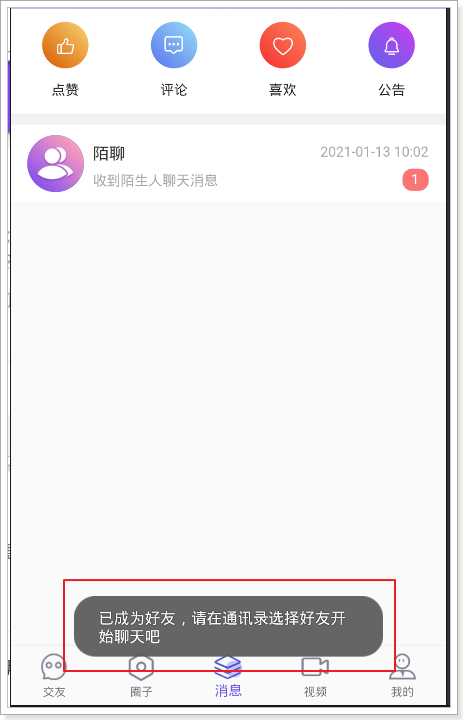 点赞 评论 喜欢 公告
陌聊 2021-01-13 10:02
收到陌生人聊天消息 1
已成为好友，请在通讯录选择好友开
始聊天吧
交友 圈子 消息 视频 我的